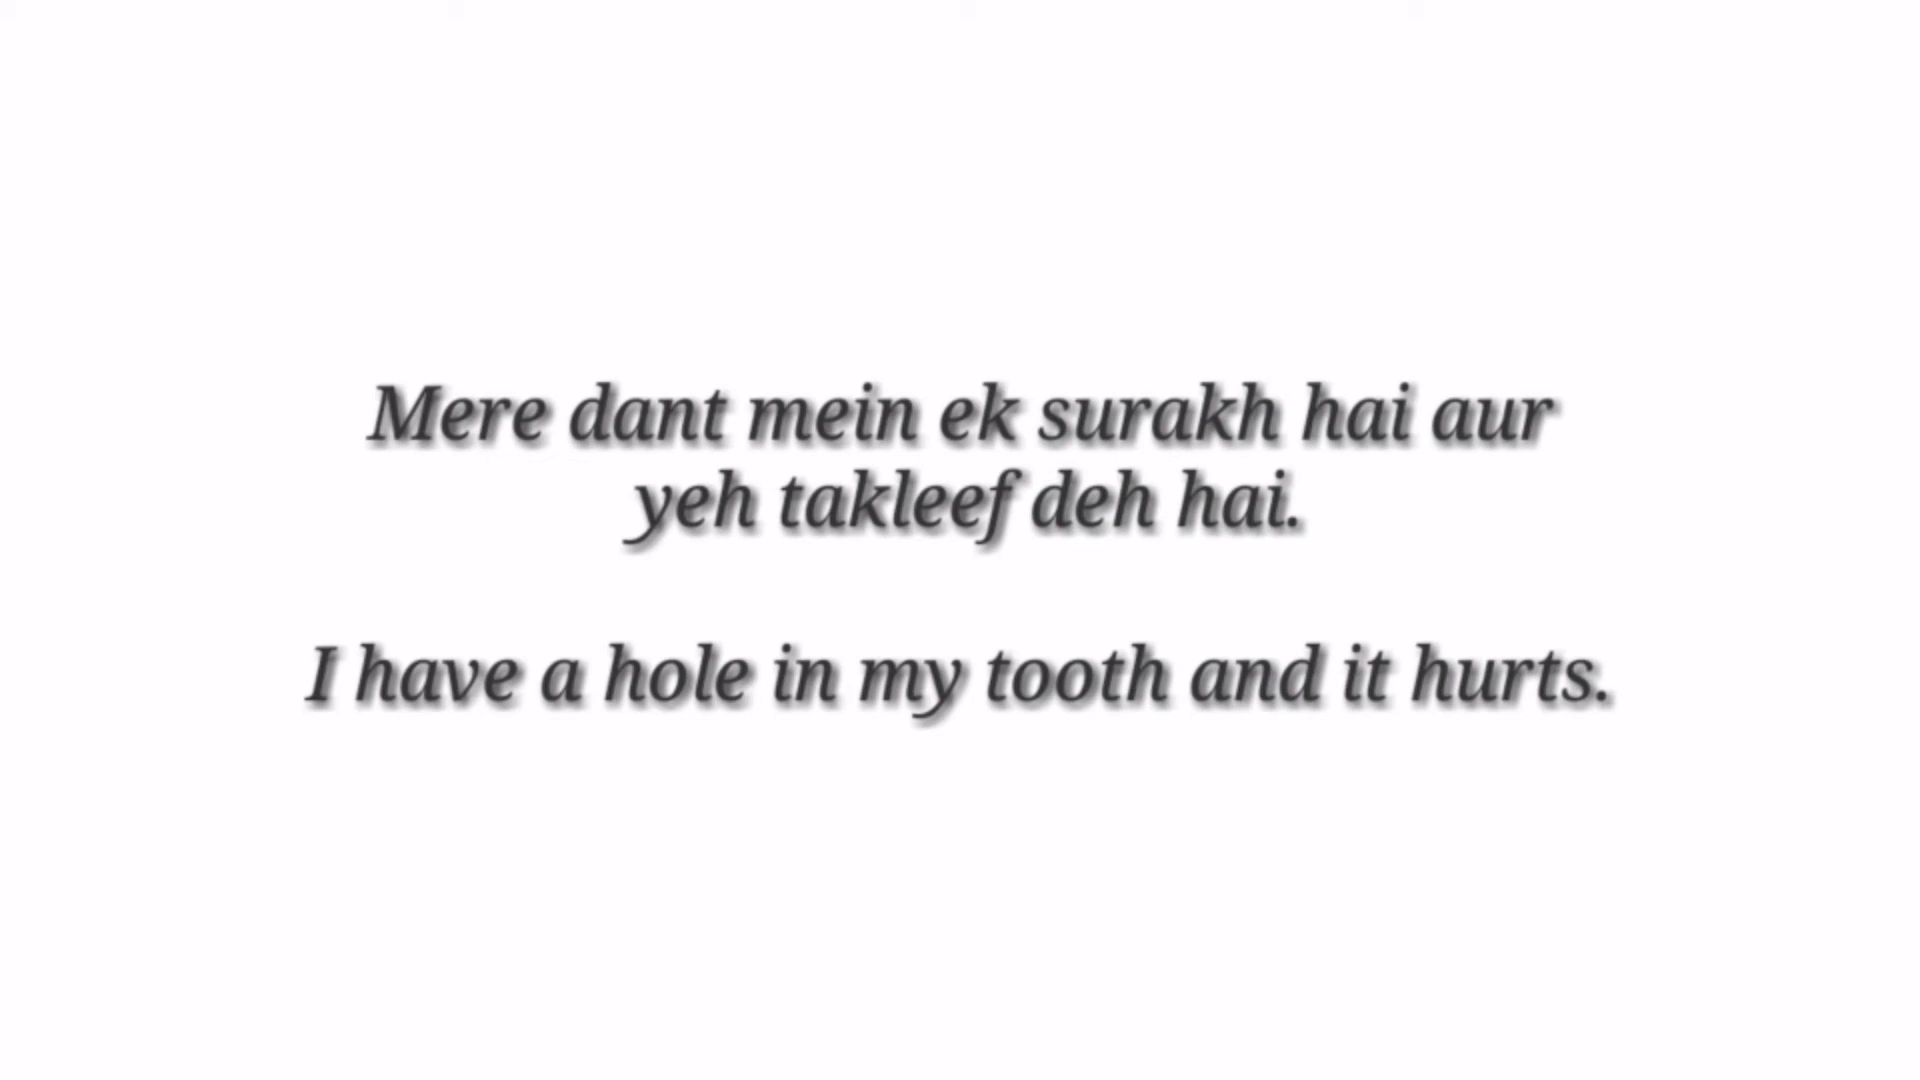 Mere dant mein ek surakh hai aur
yeh takleef deh hai.
I have a hole in my tooth and it hurts.